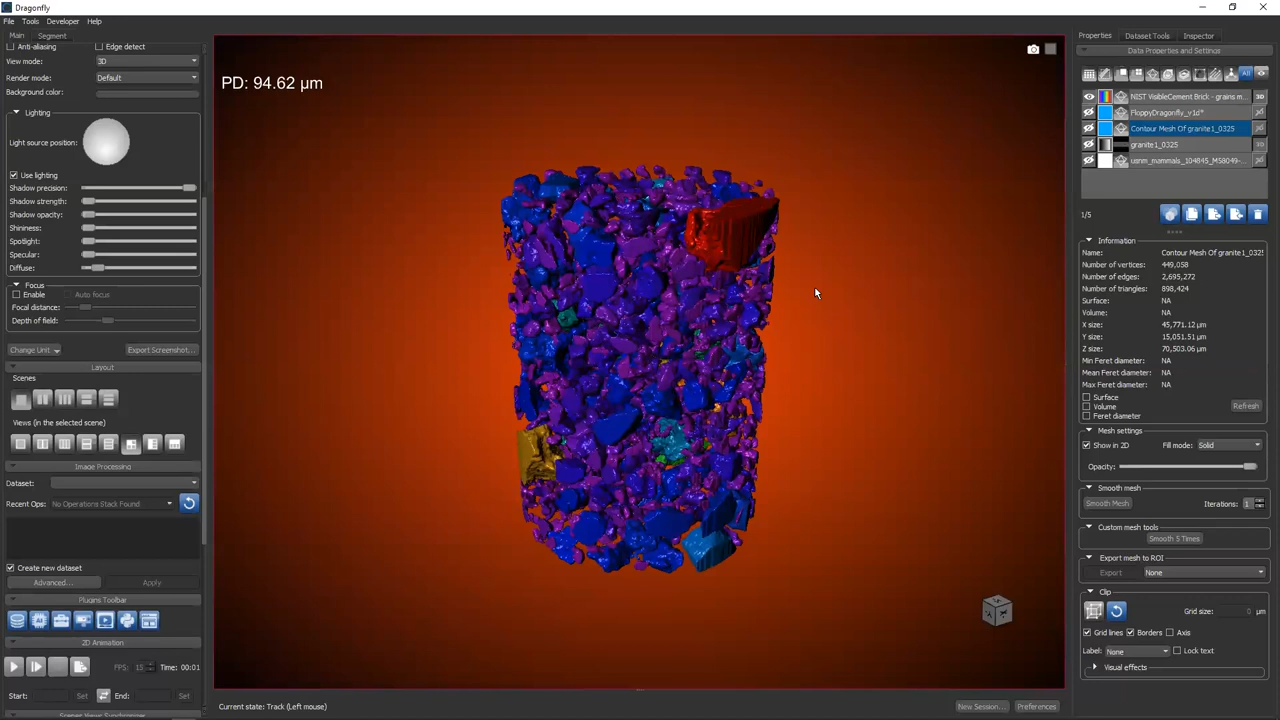 Dragonfly
File Tools Developer Help
Main Segment
Anti-aliasing Edge detect
View mode: 3D
Render mode: Default
Background color:
Lighting
Light source position:
Use lighting
Shadow precision:
Shadow strength:
Shadow opacity:
Shininess:
Spotlight:
Specular:
Diffuse:
Focus
Enable Auto focus
Focal distance:
Depth of field:
Change Unit Export Screenshot...
Layout
Scenes
Views (in the selected scene)
Image Processing
Dataset:
Recent Ops: No Operations Stack Found
Create new dataset
Advanced... Apply
Plugins Toolbar
2D Animation
FPS: 15 Time: 00:01
Start: Set End: Set
Scenes Views Synchronizer
PD: 94.62 µm
Current state: Track (Left mouse)
New Session... Preferences
Properties Dataset Tools Inspector
Data Properties and Settings
All
NIST VisibleCement Brick - grains m... 3D
FloppyDragonfly_v1d*
Contour Mesh Of granite1_0325
granite1_0325
usnm_mammals_104845_M58049-...
1/5
Information
Name: Contour Mesh Of granite1_0325
Number of vertices: 449,058
Number of edges: 2,695,272
Number of triangles: 898,424
Surface: NA
Volume: NA
X size: 45,771.12 µm
Y size: 15,051.51 µm
Z size: 70,503.06 µm
Min Feret diameter: NA
Mean Feret diameter: NA
Max Feret diameter: NA
Surface
Volume
Feret diameter
Refresh
Mesh settings
Show in 2D Fill mode: Solid
Opacity:
Smooth mesh
Smooth Mesh Iterations: 1
Custom mesh tools
Smooth 5 Times
Export mesh to ROI
Export None
Clip
Grid size: 0 µm
Grid lines Borders Axis
Label: None Lock text
Visual effects